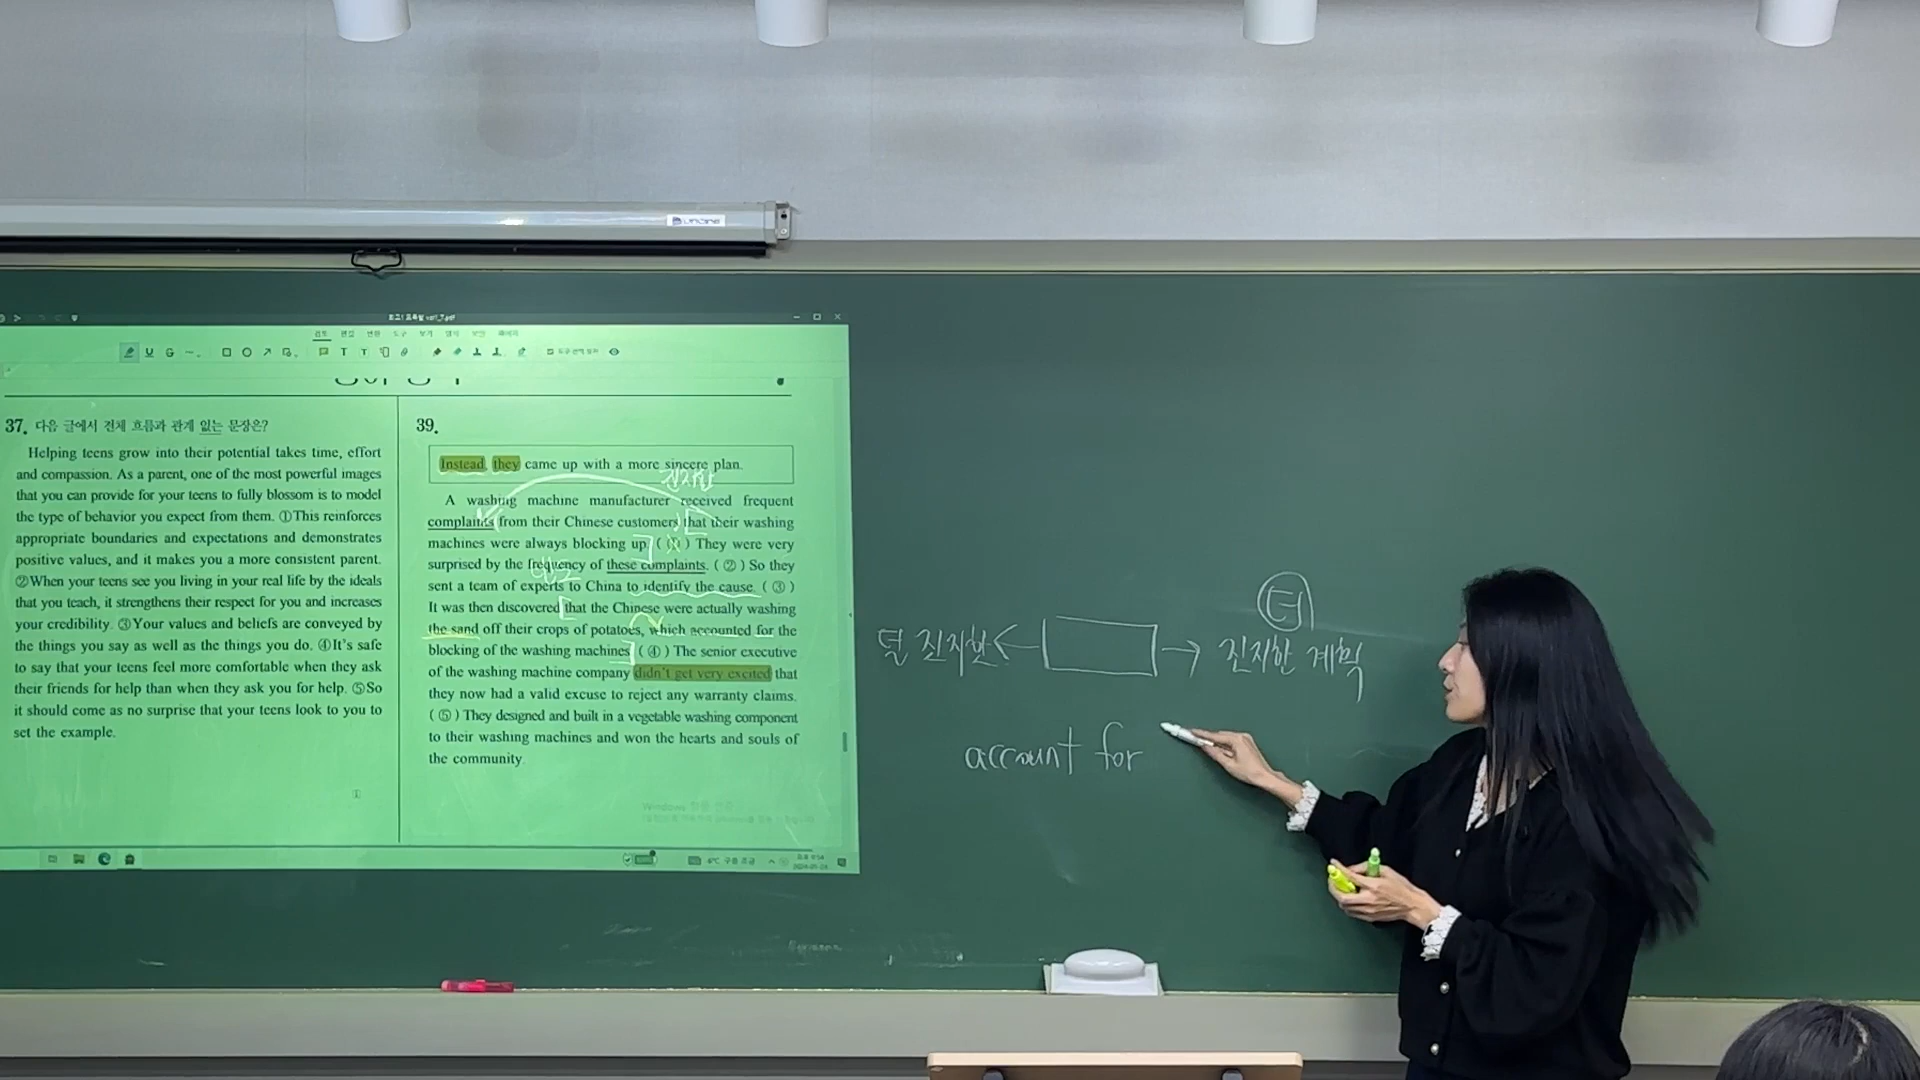 37. 다음 글에서 전체 흐름과 관계 있는 문장은?
Helping teens grow into their potential takes time, effort
and compassion. As a parent, one of the most powerful images
that you can provide for your teens to fully blossom is to model
the type of behavior you expect from them. ①This reinforces
appropriate boundaries and expectations and demonstrates
positive values, and it makes you a more consistent parent.
②When your teens see you living in your real life by the ideals
that you teach, it strengthens their respect for you and increases
your credibility. ③Your values and beliefs are conveyed by
the things you say as well as the things you do. ④It's safe
to say that your teens feel more comfortable when they ask
their friends for help than when they ask you for help. ⑤So
it should come as no surprise that your teens look to you to
set the example.
39.
Instead, they came up with a more sincere plan.
진지한
A washing machine manufacturer received frequent
complaints from their Chinese customers that their washing
machines were always blocking up. ( ① ) They were very
surprised by the frequency of these complaints. ( ② ) So they
sent a team of experts to China to identify the cause. ( ③ )
It was then discovered that the Chinese were actually washing
the sand off their crops of potatoes, which accounted for the
blocking of the washing machines. ( ④ ) The senior executive
of the washing machine company didn't get very excited that
they now had a valid excuse to reject any warranty claims.
( ⑤ ) They designed and built in a vegetable washing component
to their washing machines and won the hearts and souls of
the community.
더
덜 진지한 ← → 진지한 계획
account for